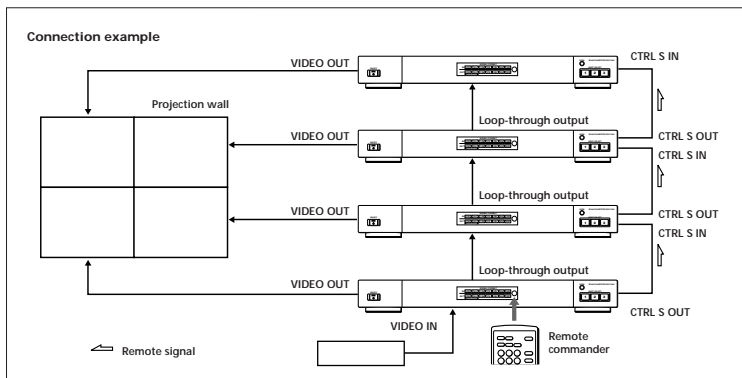 Connection example
VIDEO OUT
CTRL S IN
Projection wall
Loop-through output
VIDEO OUT
CTRL S OUT
CTRL S IN
Loop-through output
VIDEO OUT
CTRL S OUT
CTRL S IN
Loop-through output
VIDEO OUT
CTRL S OUT
VIDEO IN
Remote
commander
Remote signal